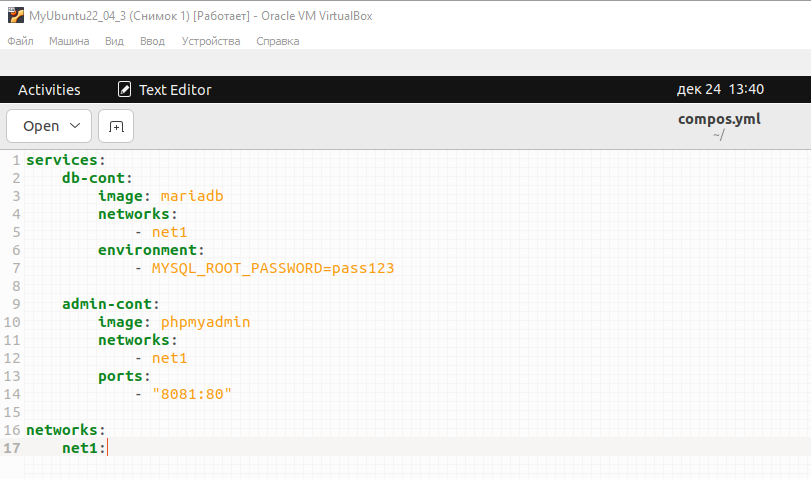 MyUbuntu22_04_3 (Снимок 1) [Работает] - Oracle VM VirtualBox
Файл Машина Вид Ввод Устройства Справка
Activities Text Editor дек 24 13:40
Open compos.yml
~/
1 services:
2     db-cont:
3         image: mariadb
4         networks:
5             - net1
6         environment:
7             - MYSQL_ROOT_PASSWORD=pass123
8
9     admin-cont:
10         image: phpmyadmin
11         networks:
12             - net1
13         ports:
14             - "8081:80"
15
16 networks:
17     net1: